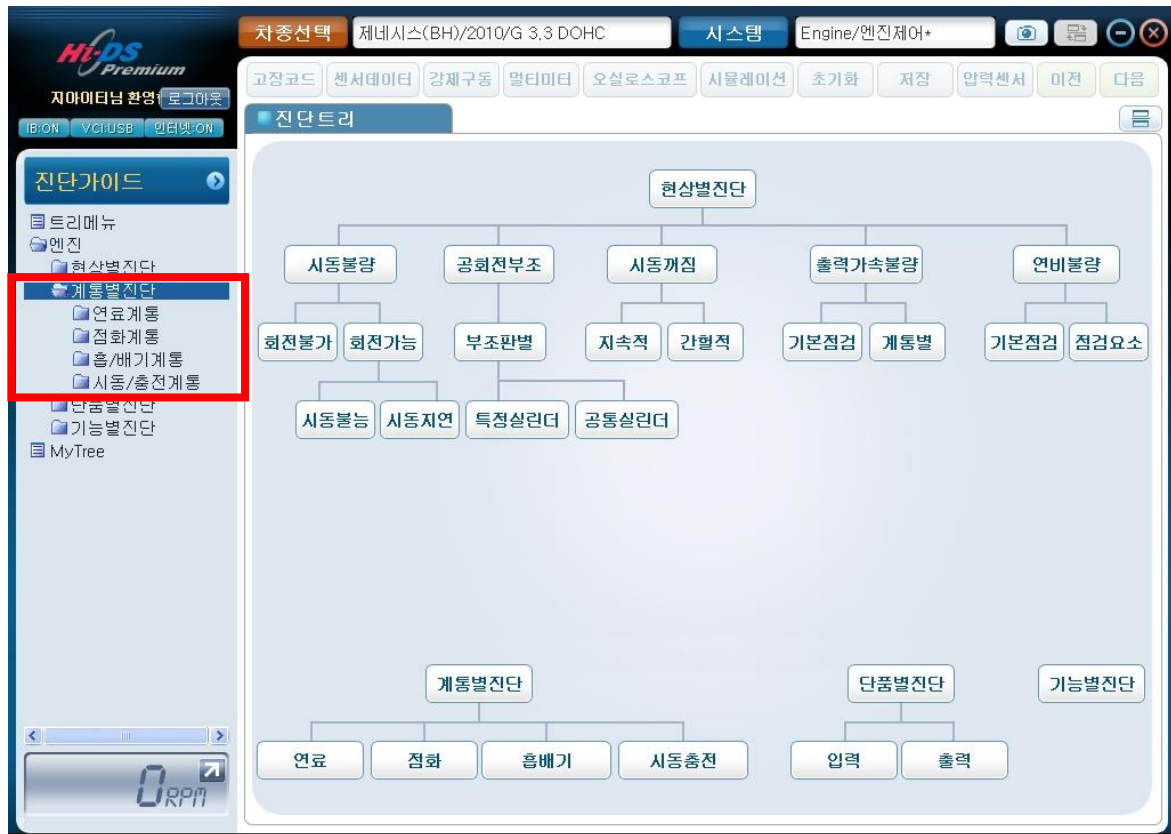 Hi-DS
Premium
차종선택 제네시스(BH)/2010/G 3,3 DOHC 시스템 Engine/엔진제어*
지아이티님 환영 로그아웃
IB:ON VCI:USB 인터넷:ON
고장코드 센서데이터 강제구동 멀티미터 오실로스코프 시뮬레이션 초기화 저장 압력센서 이전 다음
진단트리
진단가이드
트리메뉴
엔진
현상별진단
계통별진단
연료계통
점화계통
흡/배기계통
시동/충전계통
단품별진단
기능별진단
MyTree
현상별진단
시동불량 공회전부조 시동꺼짐 출력가속불량 연비불량
회전불가 회전가능 부조판별 지속적 간헐적 기본점검 계통별 기본점검 점검요소
시동불능 시동지연 특정실린더 공통실린더
계통별진단 단품별진단 기능별진단
연료 점화 흡배기 시동충전 입력 출력
0 RPM